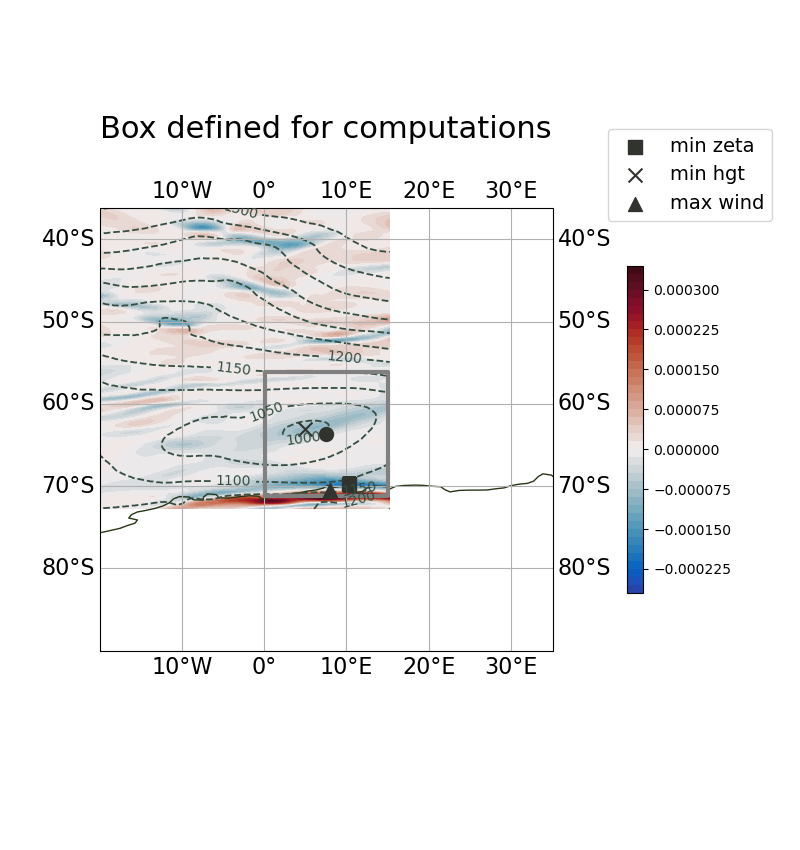 Box defined for computations
min zeta
min hgt
max wind
10°W 0° 10°E 20°E 30°E
40°S 40°S
50°S 50°S
60°S 60°S
70°S 70°S
80°S 80°S
10°W 0° 10°E 20°E 30°E
1150
1200
1050
1000
1100
1200
0.000300
0.000225
0.000150
0.000075
0.000000
−0.000075
−0.000150
−0.000225